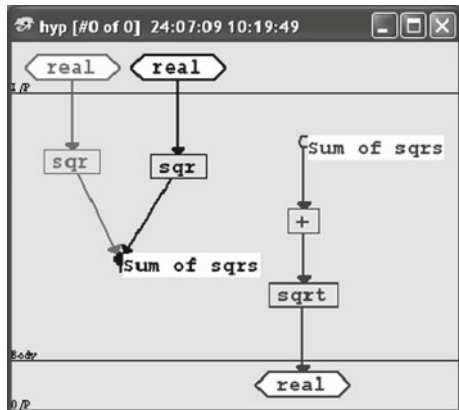 hyp [#0 of 0] 24:07:09 10:19:49
real real
I/P
Sum of sqrs
sqr sqr
+
Sum of sqrs
sqrt
Body
real
O/P